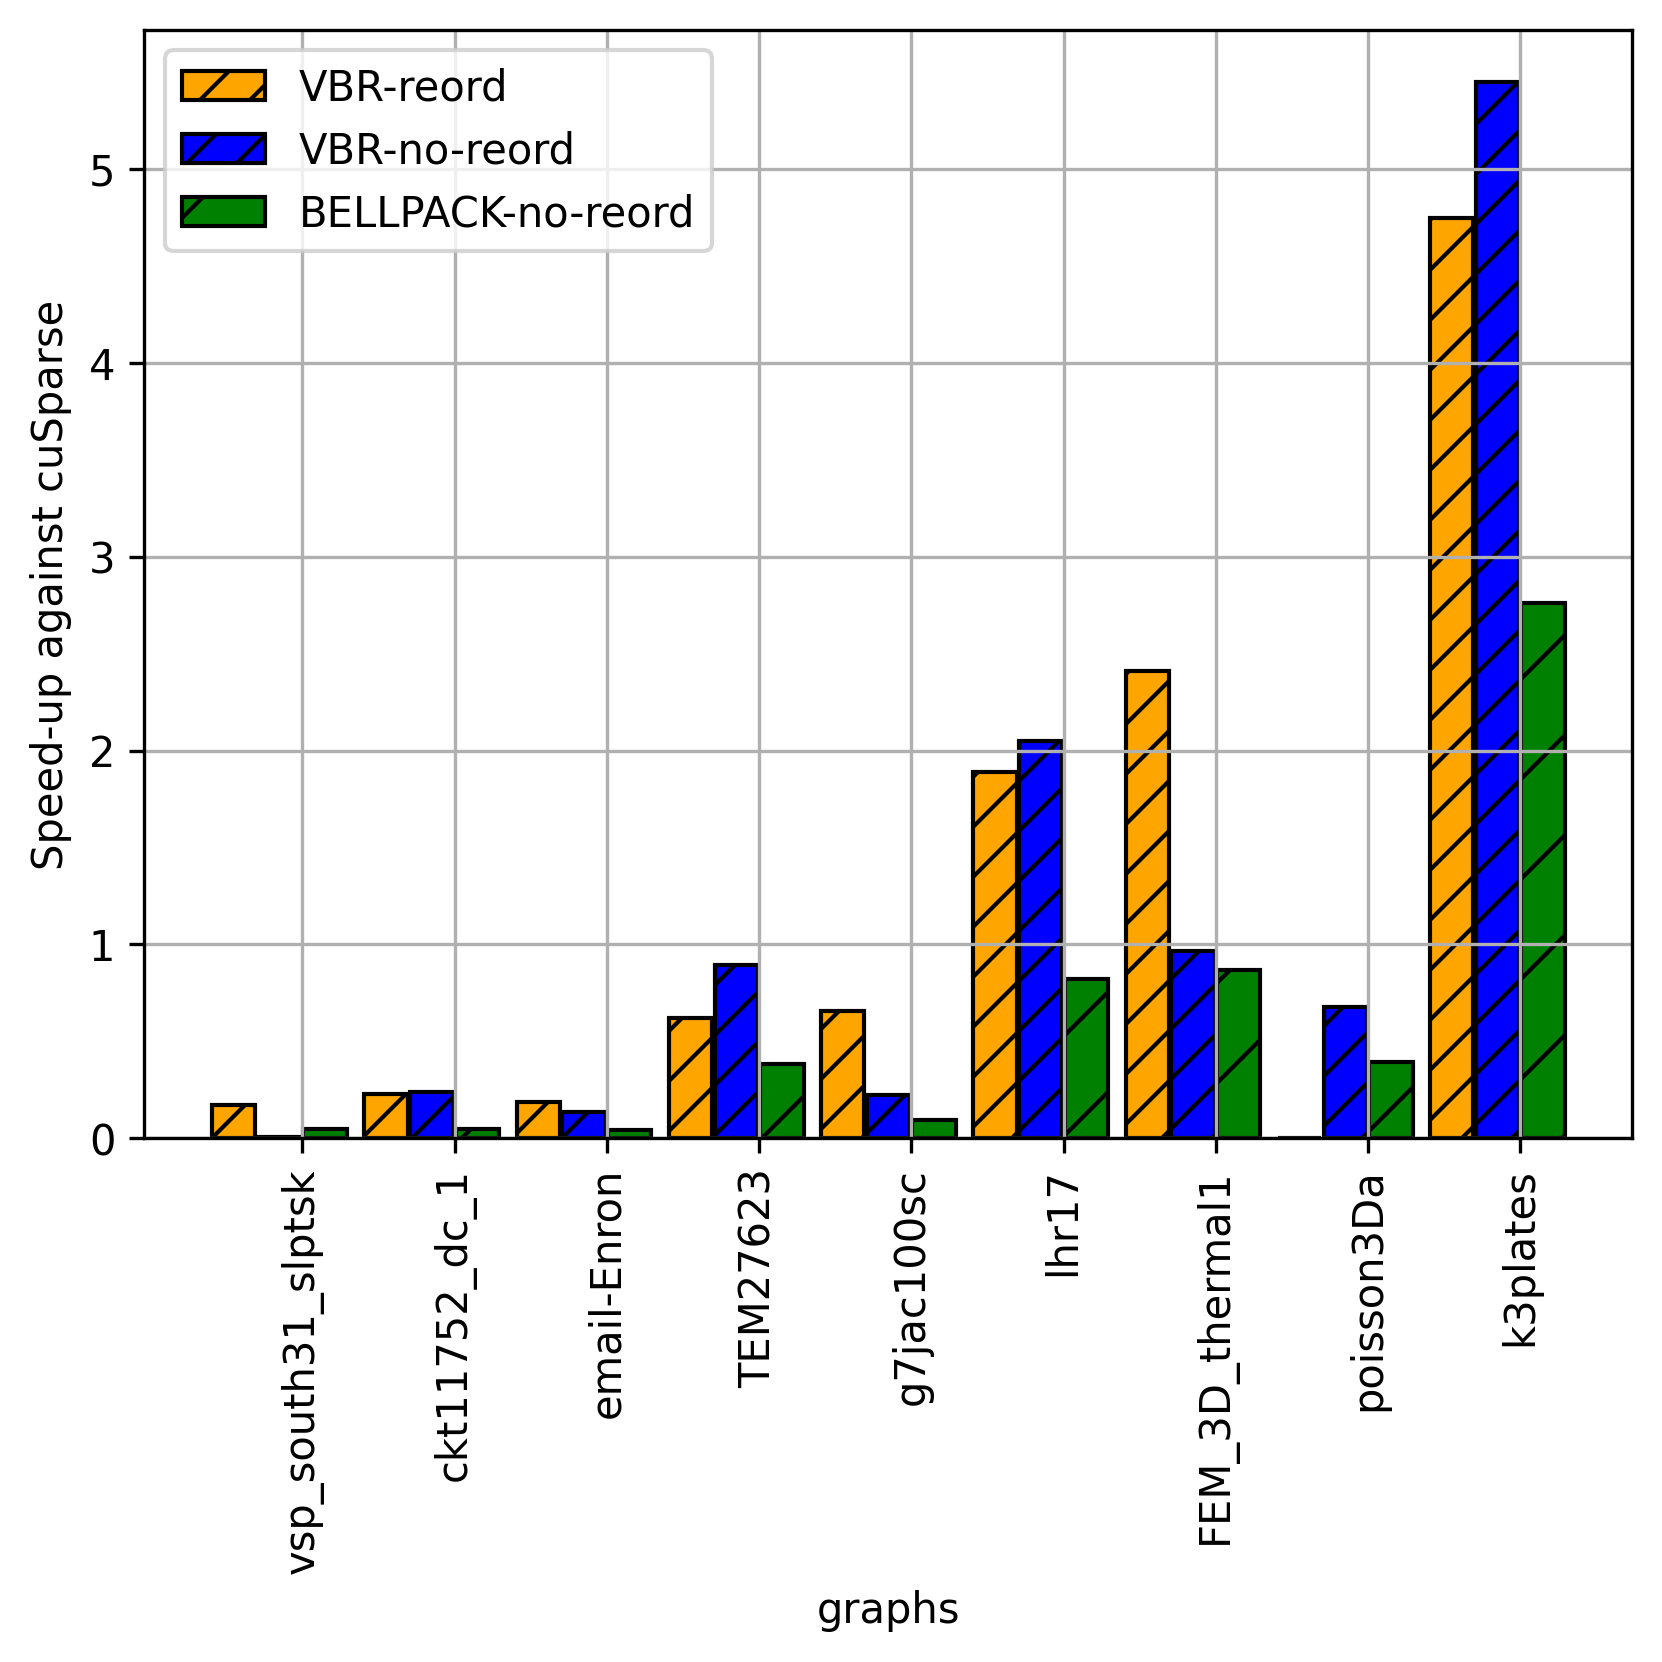 VBR-reord
VBR-no-reord
BELLPACK-no-reord
Speed-up against cuSparse
5
4
3
2
1
0
vsp_south31_slptsk
ckt11752_dc_1
email-Enron
TEM27623
g7jac100sc
lhr17
FEM_3D_thermal1
poisson3Da
k3plates
graphs